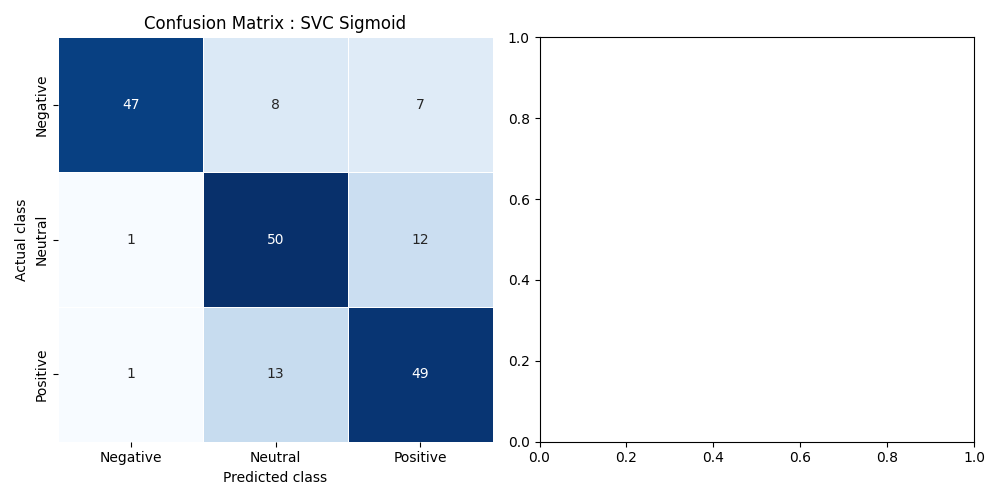 Confusion Matrix : SVC Sigmoid
Actual class
Negative
47 8 7
Neutral
1 50 12
Positive
1 13 49
Negative Neutral Positive
Predicted class
1.0
0.8
0.6
0.4
0.2
0.0
0.0 0.2 0.4 0.6 0.8 1.0